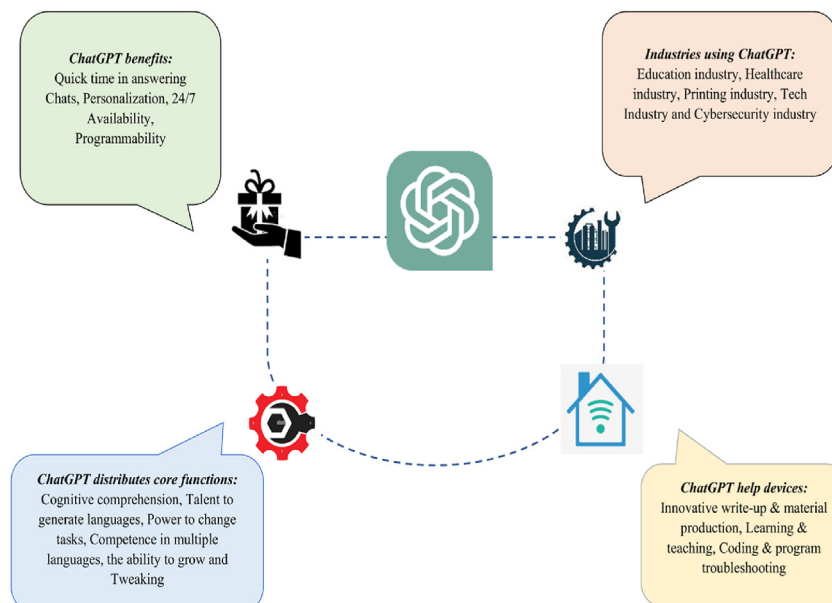 ChatGPT benefits:
Quick time in answering
Chats, Personalization, 24/7
Availability,
Programmability
Industries using ChatGPT:
Education industry, Healthcare
industry, Printing industry, Tech
Industry and Cybersecurity industry
ChatGPT distributes core functions:
Cognitive comprehension, Talent to
generate languages, Power to change
tasks, Competence in multiple
languages, the ability to grow and
Tweaking
ChatGPT help devices:
Innovative write-up & material
production, Learning &
teaching, Coding & program
troubleshooting